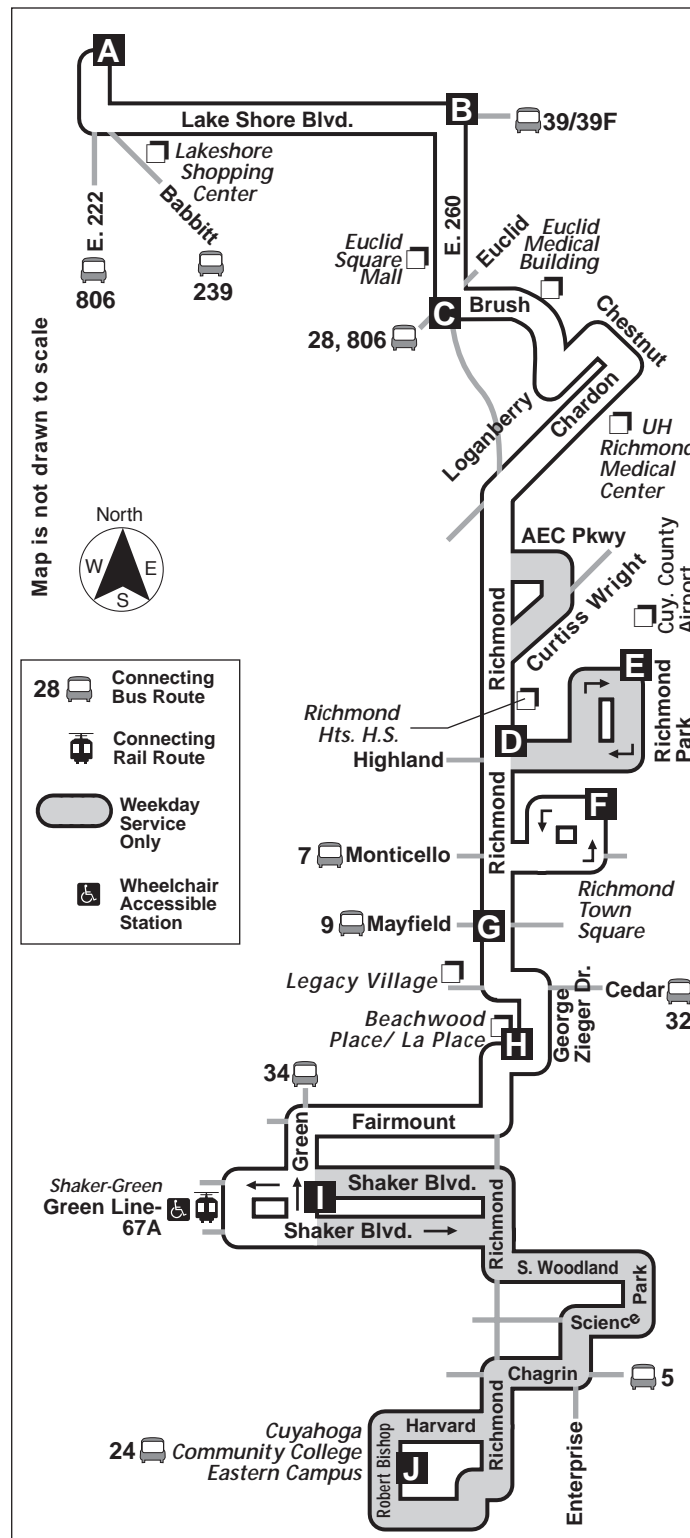 A
B
39/39F
Lake Shore Blvd.
Lakeshore
Shopping
Center
E. 222
Babbitt
806
239
E. 260
Euclid
Square
Mall
Euclid
Euclid
Medical
Building
C
Brush
28, 806
Chestnut
Loganberry
Chardon
UH
Richmond
Medical
Center
Map is not drawn to scale
North
W
E
S
AEC Pkwy
Curtiss Wright
Cuy. County
Airport
Richmond
E
Richmond
Park
Richmond
Hts. H.S.
D
Highland
28
Connecting
Bus Route
Connecting
Rail Route
Weekday
Service
Only
Wheelchair
Accessible
Station
Richmond
F
7
Monticello
Richmond
Town
Square
9
Mayfield
G
Legacy Village
George
Zieger Dr.
Cedar
32
Beachwood
Place/ La Place
H
34
Fairmount
Green
Shaker-Green
Green Line-
67A
I
Shaker Blvd.
Shaker Blvd.
Richmond
S. Woodland
Park
Science
Chagrin
5
Richmond
Enterprise
Harvard
Robert Bishop
J
24
Cuyahoga
Community College
Eastern Campus